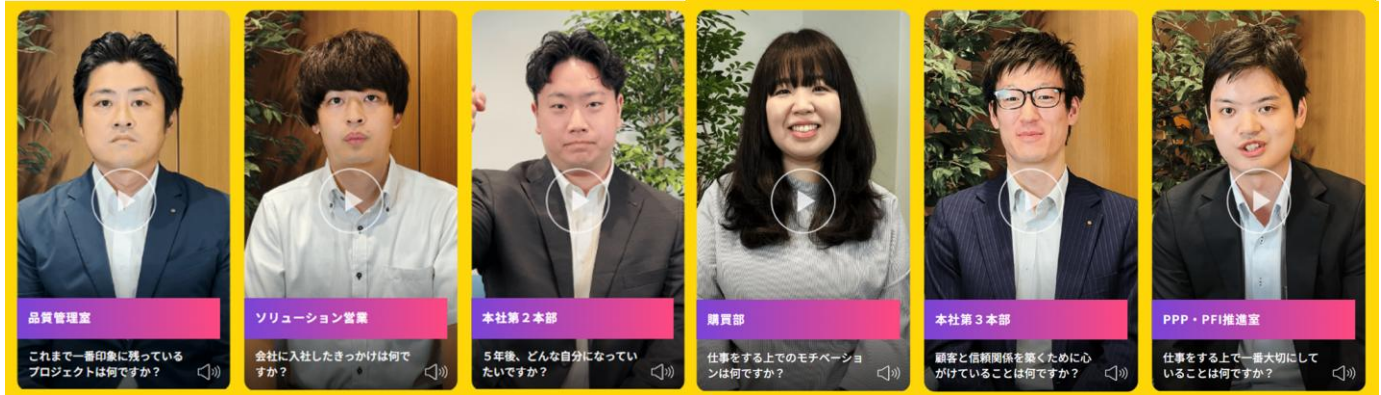 品質管理室
これまで一番印象に残っている
プロジェクトは何ですか？
ソリューション営業
会社に入社したきっかけは何で
すか？
本社第２本部
５年後、どんな自分になってい
たいですか？
購買部
仕事をする上でのモチベーショ
ンは何ですか？
本社第３本部
顧客と信頼関係を築くために心
がけていることは何ですか？
PPP・PFI推進室
仕事をする上で一番大切にして
いることは何ですか？